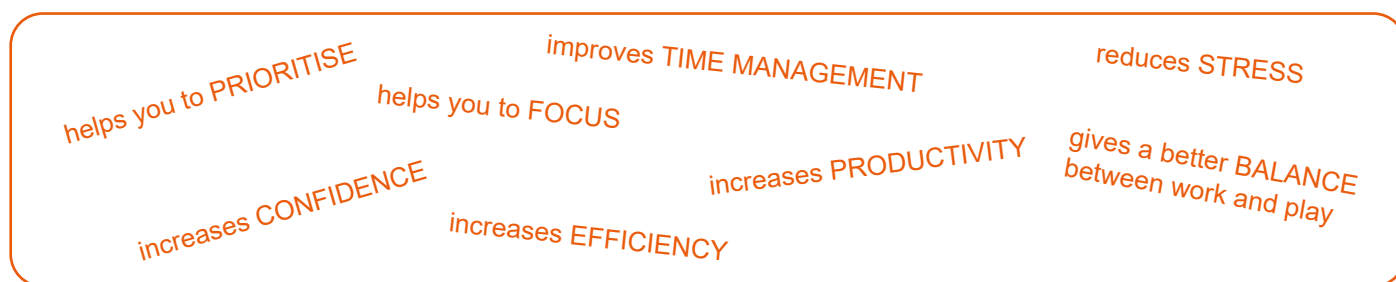 helps you to PRIORITISE
improves TIME MANAGEMENT
reduces STRESS
helps you to FOCUS
increases CONFIDENCE
increases PRODUCTIVITY
gives a better BALANCE
between work and play
increases EFFICIENCY